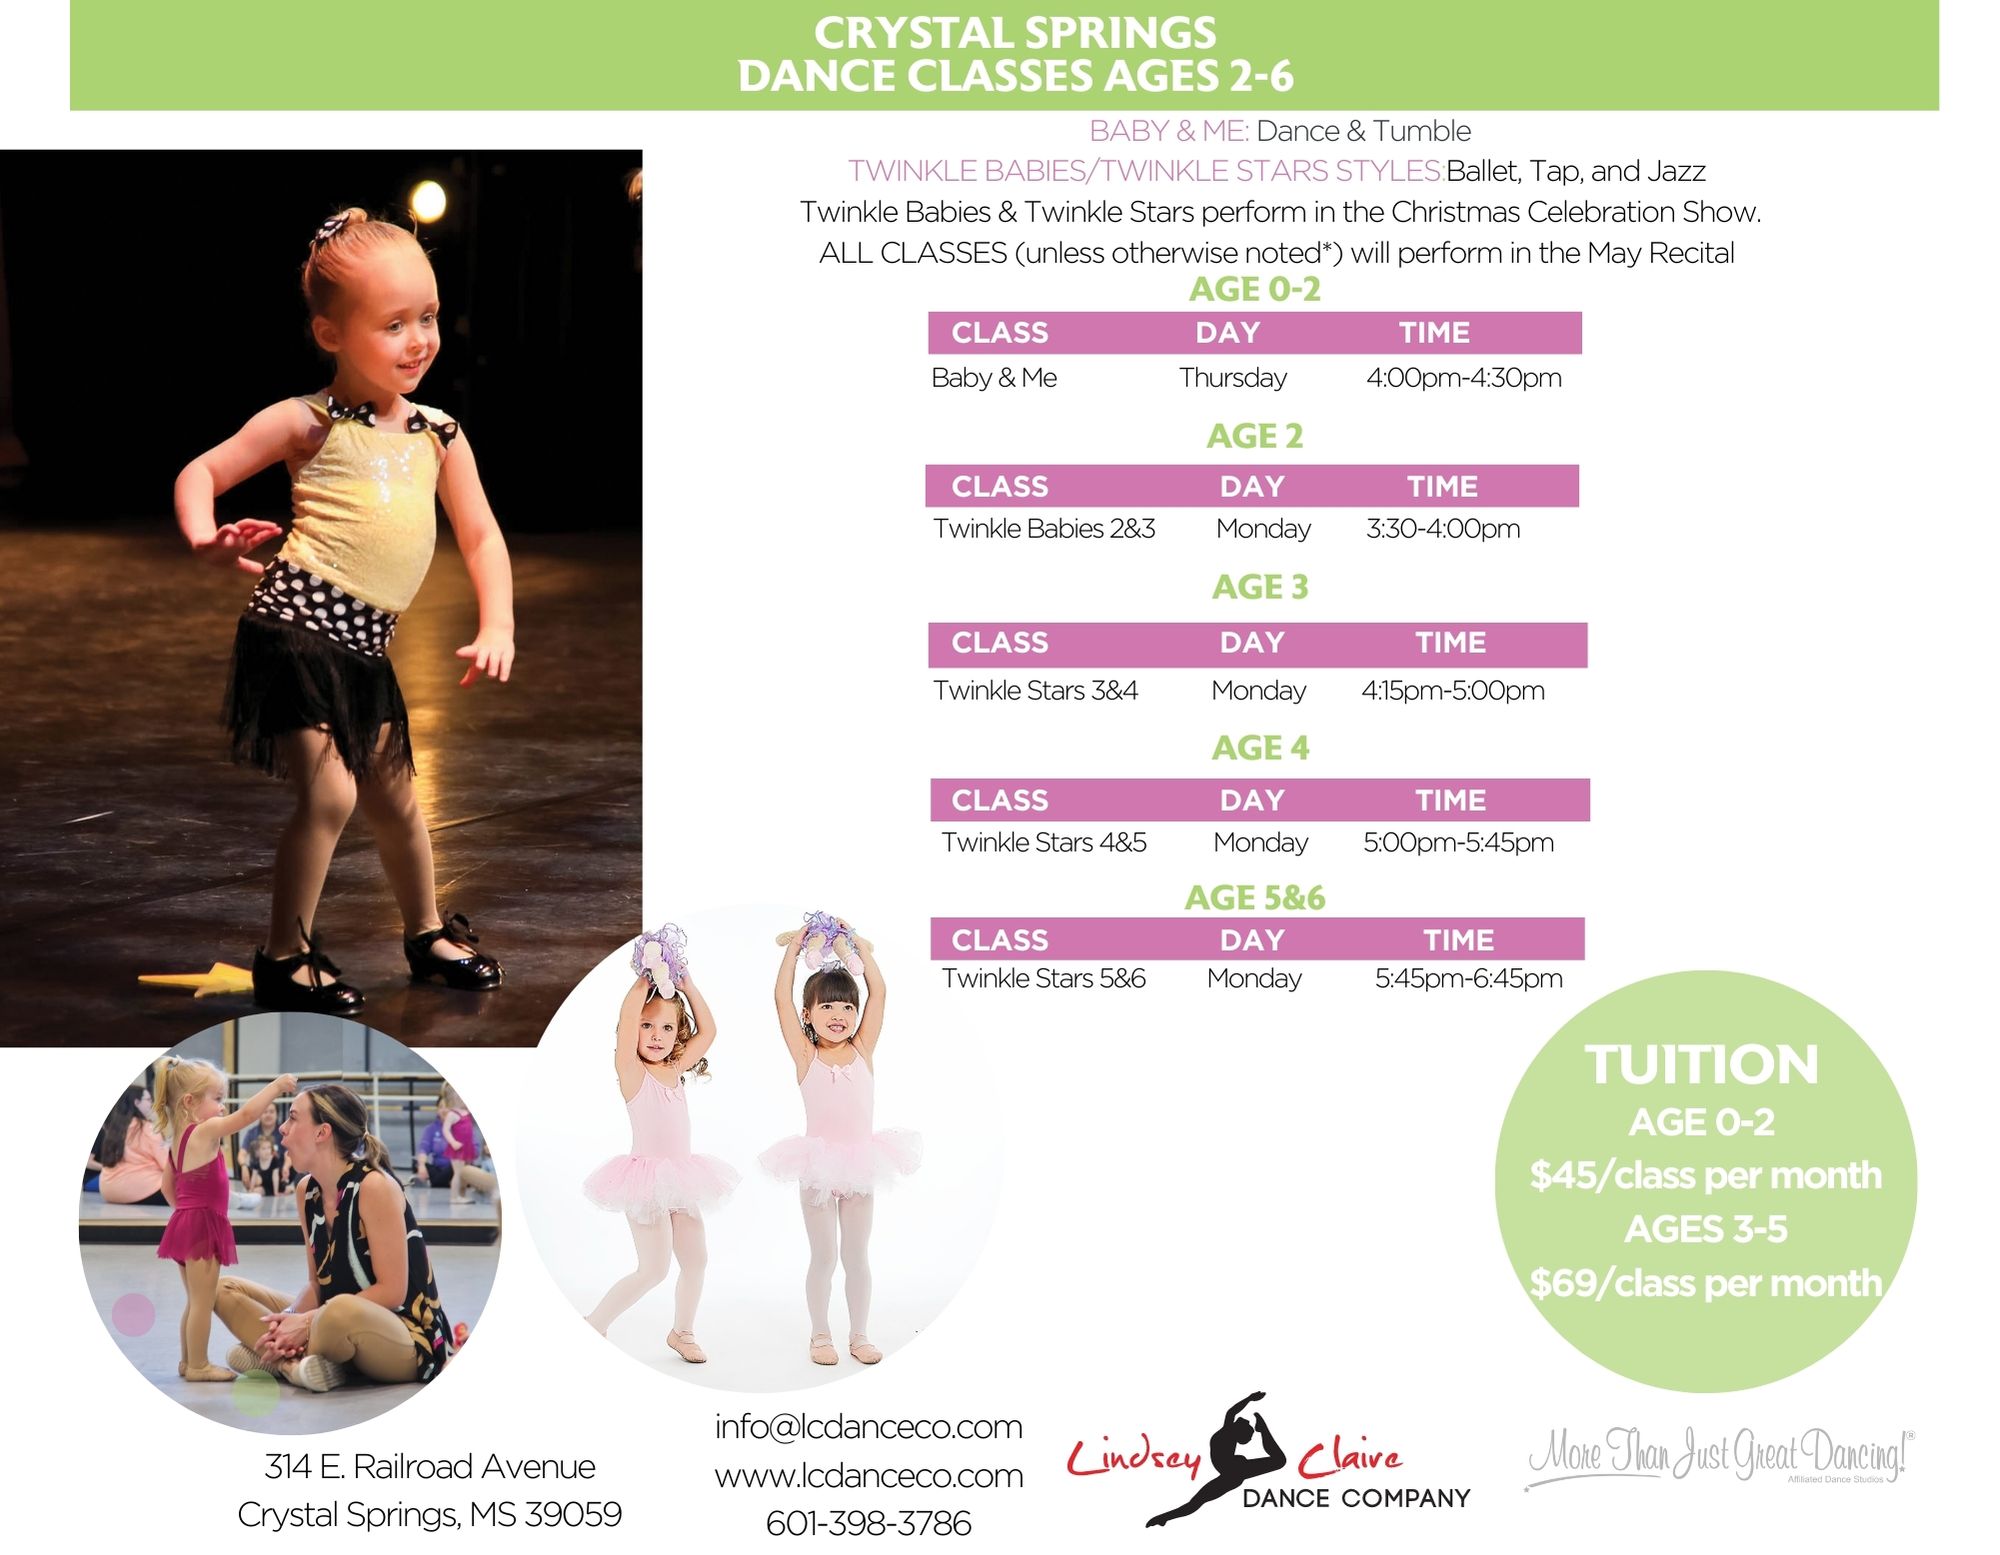 CRYSTAL SPRINGS
DANCE CLASSES AGES 2-6
BABY & ME: Dance & Tumble
TWINKLE BABIES/TWINKLE STARS STYLES:Ballet, Tap, and Jazz
Twinkle Babies & Twinkle Stars perform in the Christmas Celebration Show.
ALL CLASSES (unless otherwise noted*) will perform in the May Recital
AGE 0-2
CLASS DAY TIME
Baby & Me Thursday 4:00pm-4:30pm
AGE 2
CLASS DAY TIME
Twinkle Babies 2&3 Monday 3:30-4:00pm
AGE 3
CLASS DAY TIME
Twinkle Stars 3&4 Monday 4:15pm-5:00pm
AGE 4
CLASS DAY TIME
Twinkle Stars 4&5 Monday 5:00pm-5:45pm
AGE 5&6
CLASS DAY TIME
Twinkle Stars 5&6 Monday 5:45pm-6:45pm
TUITION
AGE 0-2
$45/class per month
AGES 3-5
$69/class per month
314 E. Railroad Avenue
Crystal Springs, MS 39059
info@lcdanceco.com
www.lcdanceco.com
601-398-3786
Lindsey Claire
DANCE COMPANY
More Than Just Great Dancing!®
Affiliated Dance Studios